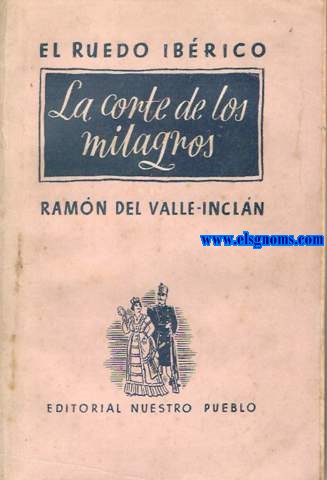 EL RUEDO IBÉRICO
La corte de los
milagros
RAMÓN DEL VALLE-INCLÁN
www.elsgnoms.com
EDITORIAL NUESTRO PUEBLO